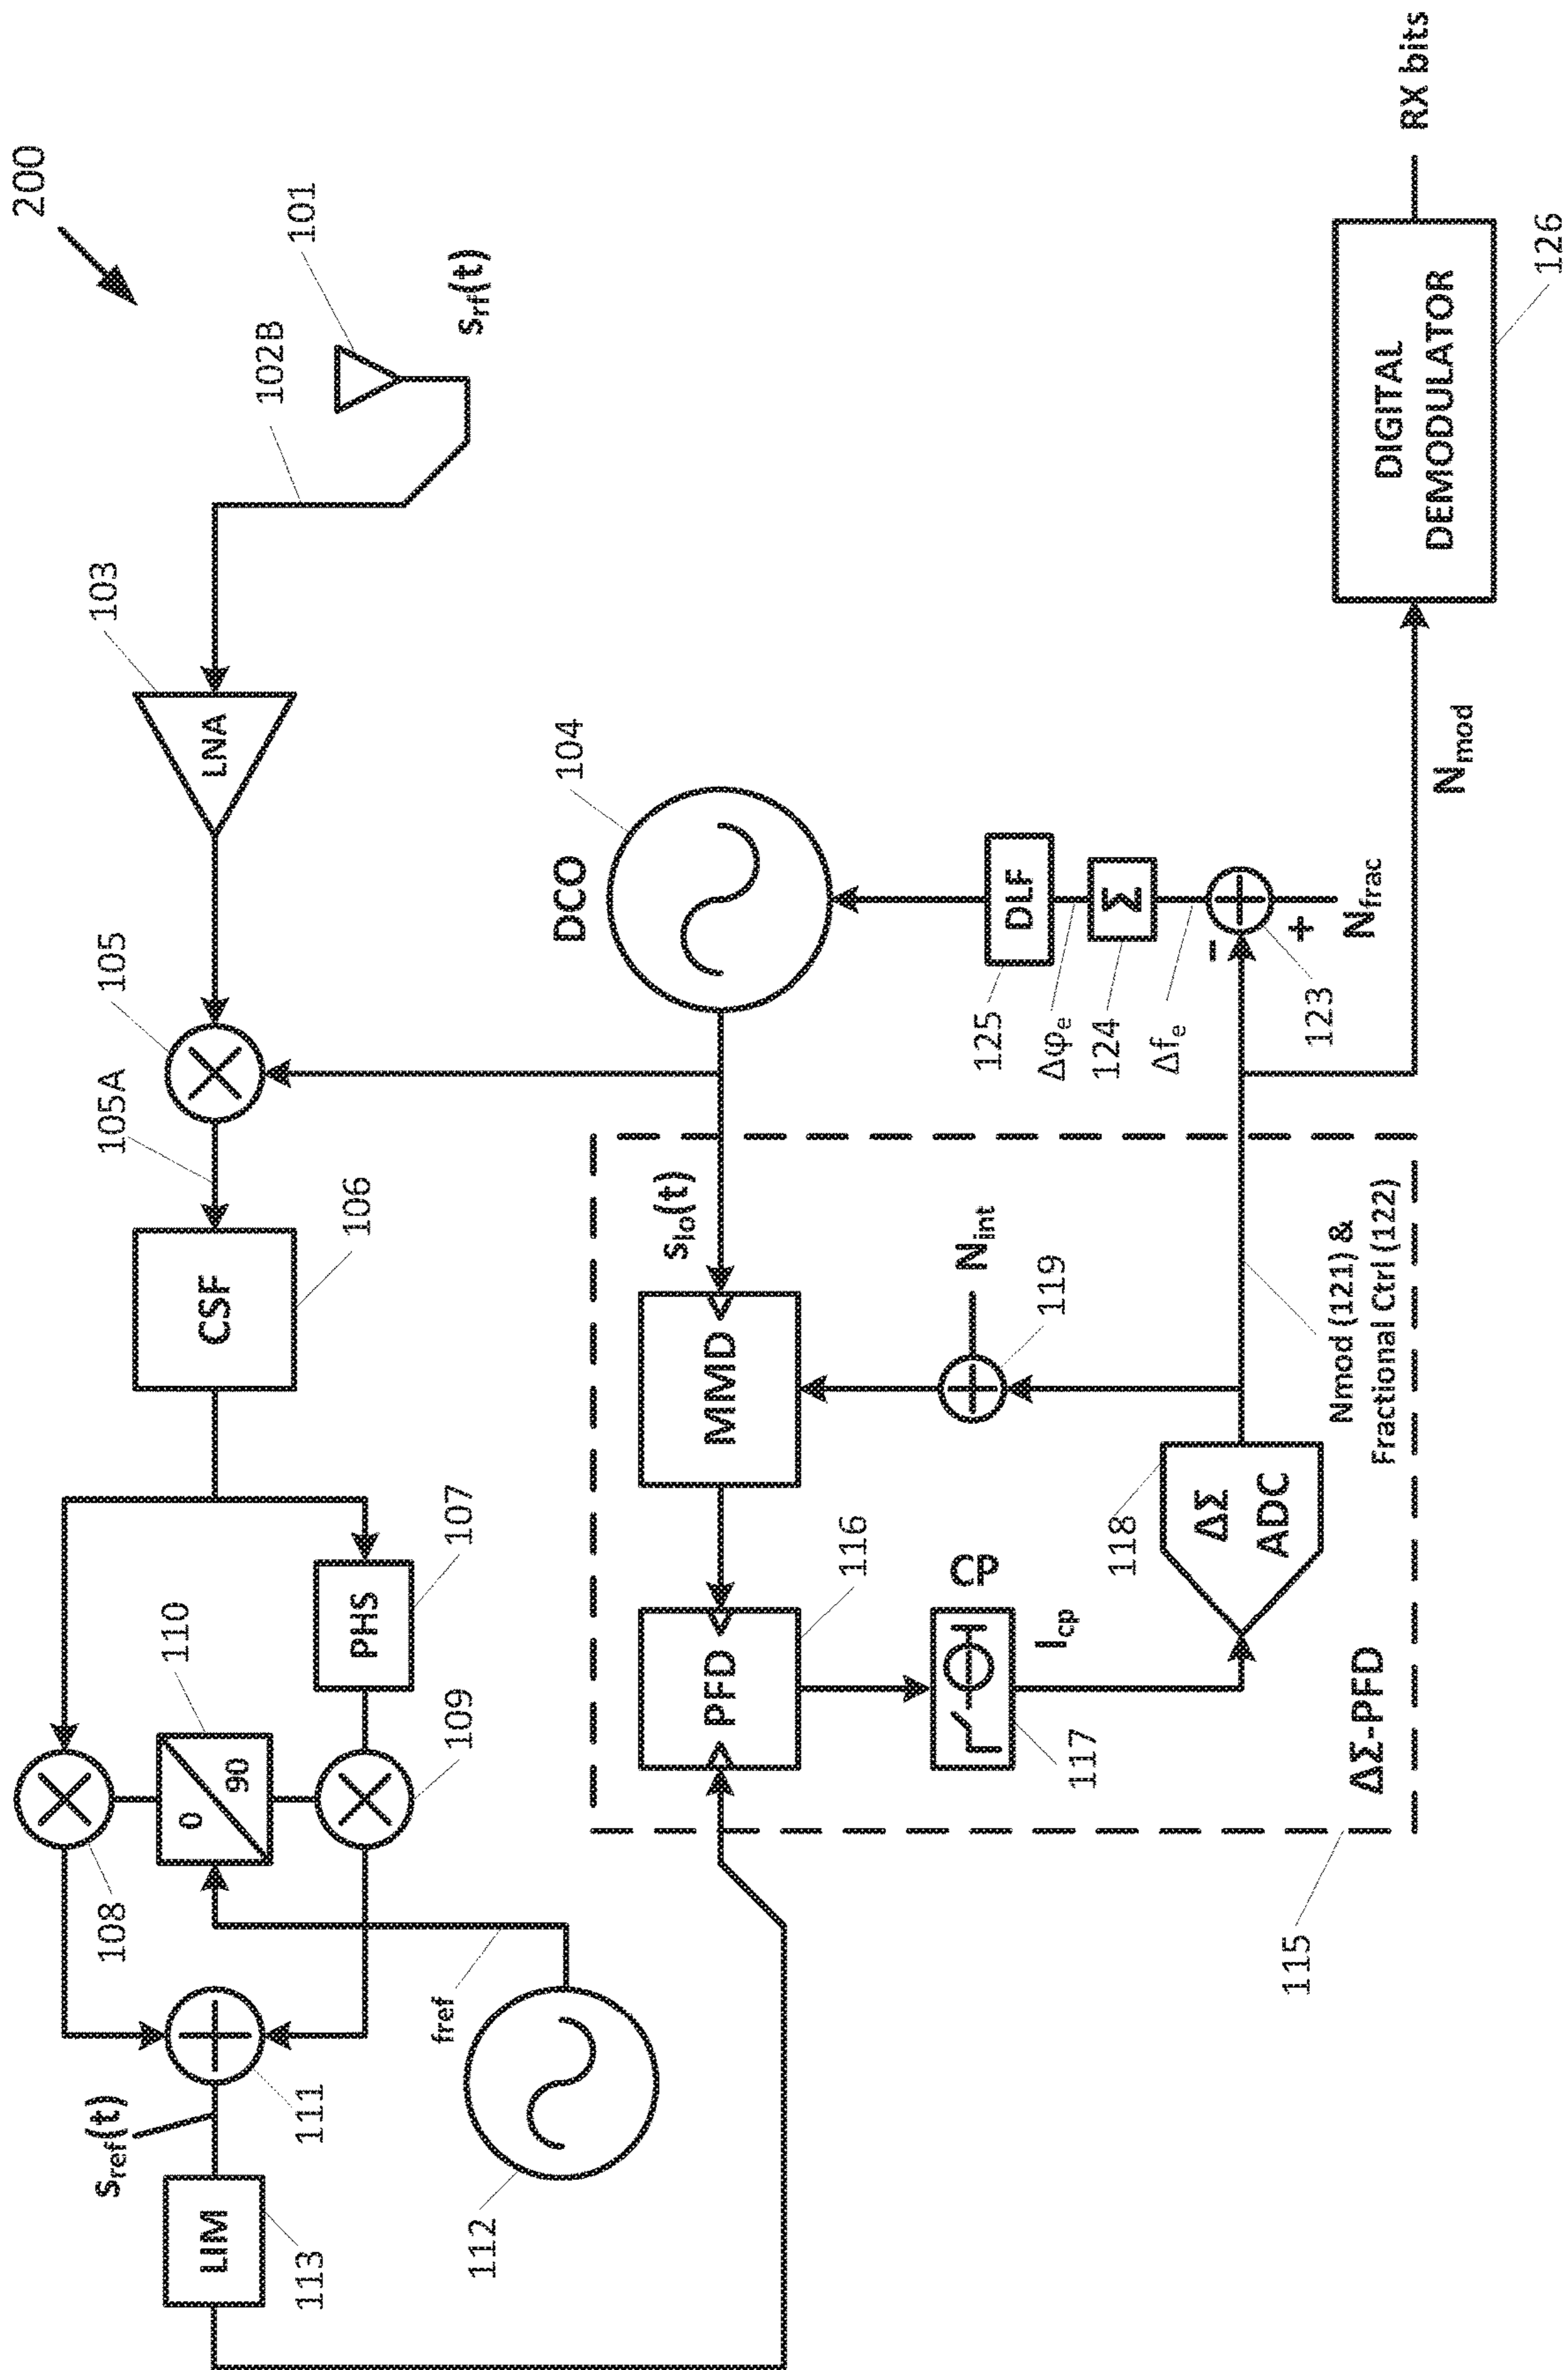 200
s_ref(t)
108
110
105A
105
103
102B
101
LIM
0
90
CSF
LNA
113
111
PHS
106
107
109
fref
s_rf(t)
112
DCO
104
s_lo(t)
PFD
MMD
116
N_int
119
CP
I_cp
117
125
Δφ_e
124
Δf_e
DLF
Σ
−
+
N_frac
123
118
ΔΣ
ADC
Nmod (121) &
Fractional Ctrl (122)
ΔΣ-PFD
115
N_mod
DIGITAL
DEMODULATOR
RX bits
126